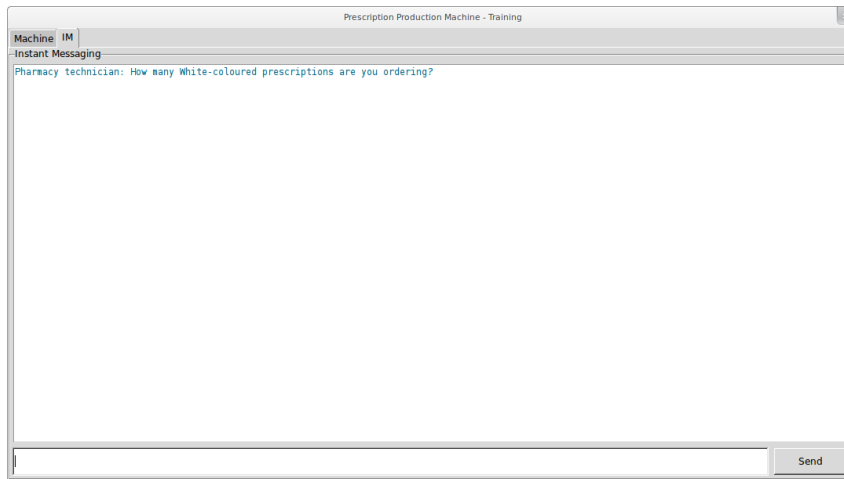 Prescription Production Machine - Training
Machine IM
Instant Messaging
Pharmacy technician: How many White-coloured prescriptions are you ordering?
Send